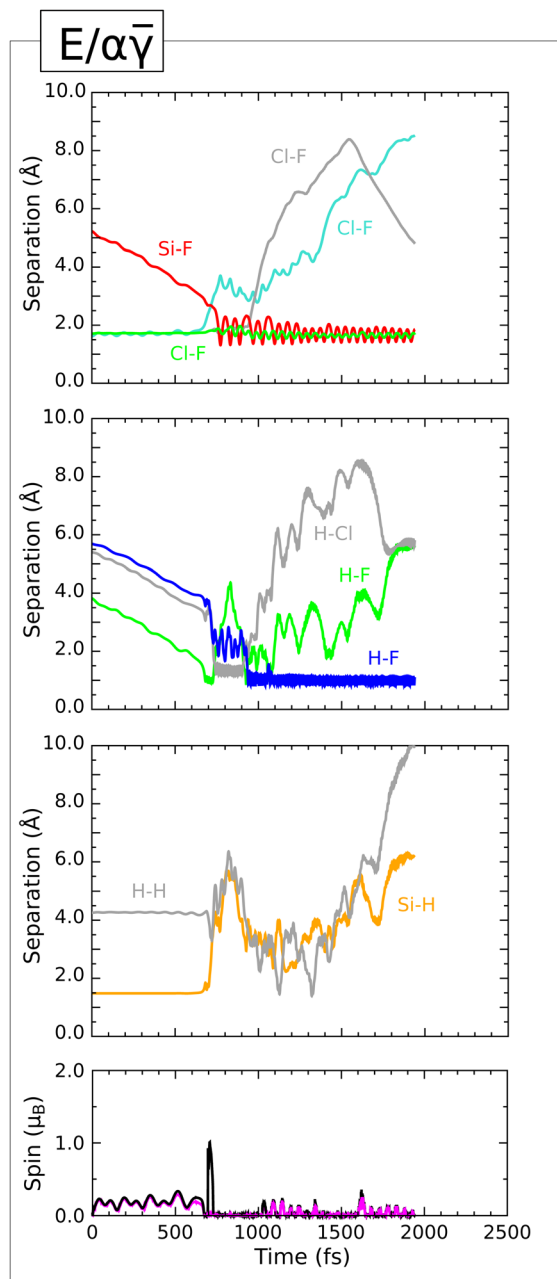 E/αγ̄
10.0
8.0
6.0
4.0
2.0
0.0
Separation (Å)
Cl-F
Si-F
Cl-F
Cl-F
10.0
8.0
6.0
4.0
2.0
0.0
Separation (Å)
H-Cl
H-F
H-F
10.0
8.0
6.0
4.0
2.0
0.0
Separation (Å)
H-H
Si-H
2.0
1.0
0.0
Spin (μB)
0 500 1000 1500 2000 2500
Time (fs)